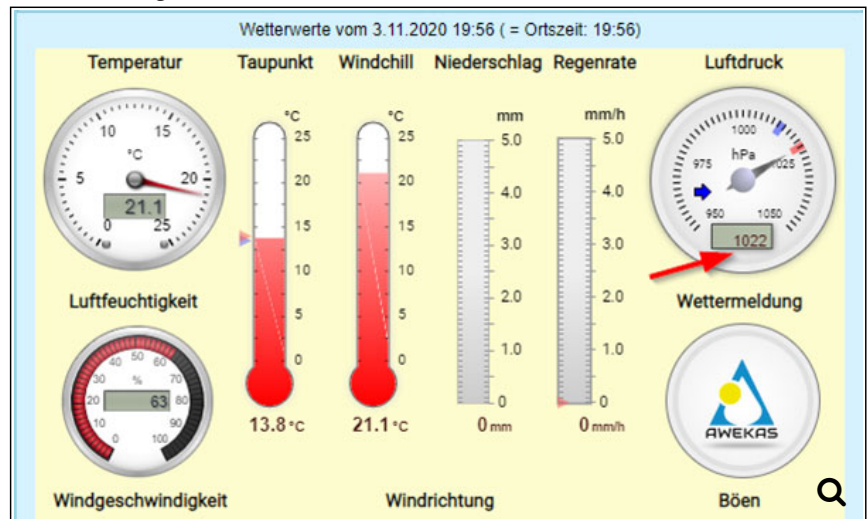 Wetterwerte vom 3.11.2020 19:56 ( = Ortszeit: 19:56)
Temperatur Taupunkt Windchill Niederschlag Regenrate Luftdruck
°C
0 5 10 15 20 25
21.1
°C
25
20
15
10
5
0
13.8 °C
°C
25
20
15
10
5
0
21.1 °C
mm
5.0
4.0
3.0
2.0
1.0
0
0 mm
mm/h
5.0
4.0
3.0
2.0
1.0
0
0 mm/h
hPa
950 975 1000 1025 1050
1022
Luftfeuchtigkeit
%
0 10 20 30 40 50 60 70 80 90 100
63
Wettermeldung
AWEKAS
Windgeschwindigkeit Windrichtung Böen